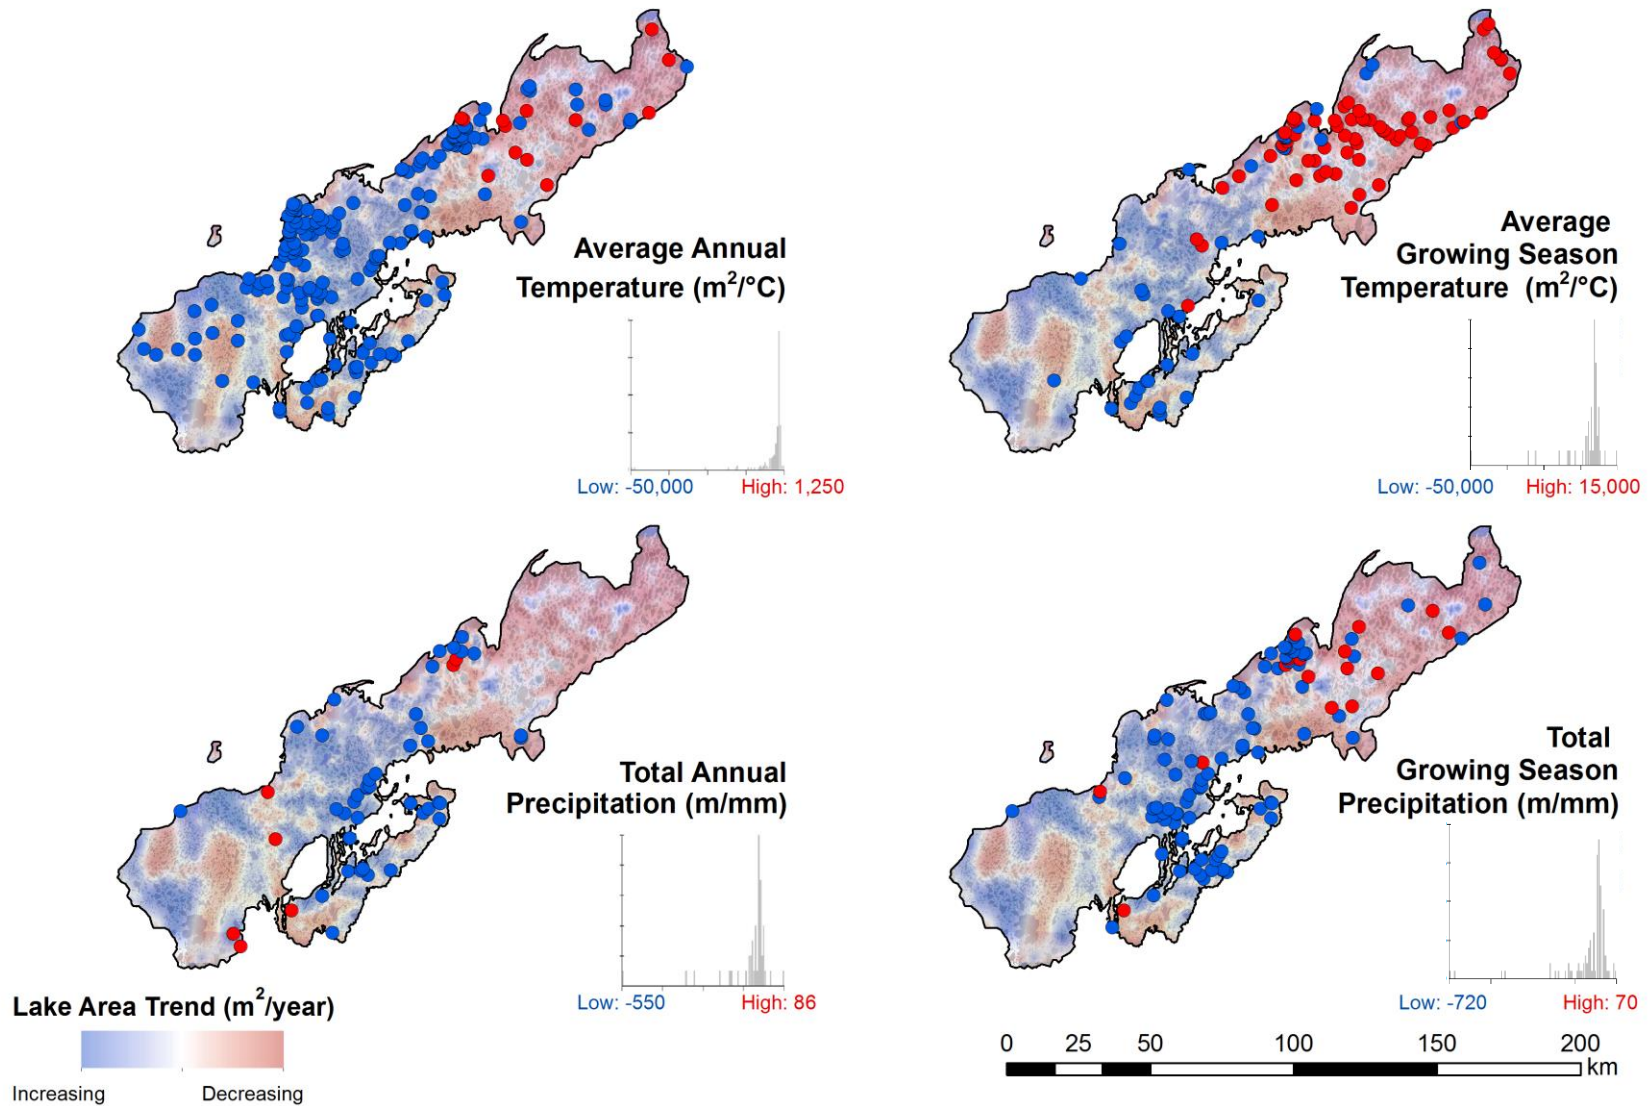 Average Annual
Temperature (m²/°C)
Low: -50,000 High: 1,250
Average
Growing Season
Temperature (m²/°C)
Low: -50,000 High: 15,000
Total Annual
Precipitation (m/mm)
Low: -550 High: 86
Total
Growing Season
Precipitation (m/mm)
Low: -720 High: 70
Lake Area Trend (m²/year)
Increasing Decreasing
0 25 50 100 150 200
km